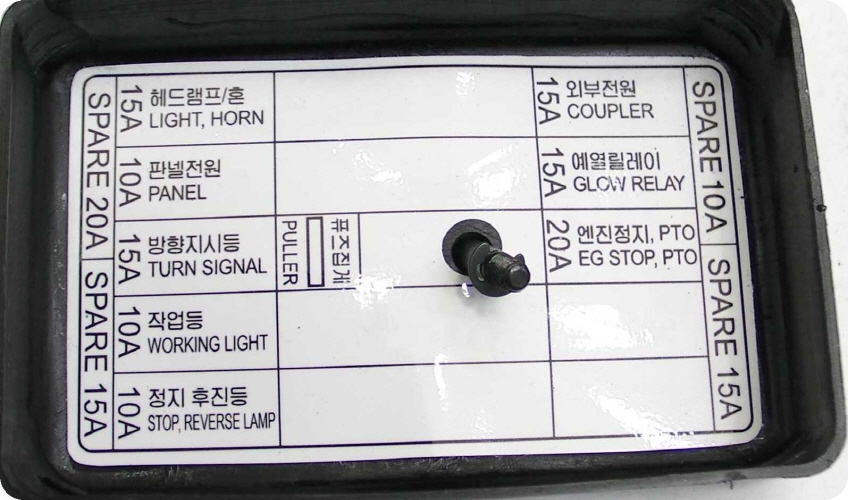 SPARE 20A
SPARE 15A
15A
헤드램프/혼
LIGHT, HORN
10A
판넬전원
PANEL
15A
방향지시등
TURN SIGNAL
10A
작업등
WORKING LIGHT
10A
정지 후진등
STOP, REVERSE LAMP
PULLER
퓨즈집게
15A
외부전원
COUPLER
15A
예열릴레이
GLOW RELAY
20A
엔진정지, PTO
EG STOP, PTO
SPARE 10A
SPARE 15A